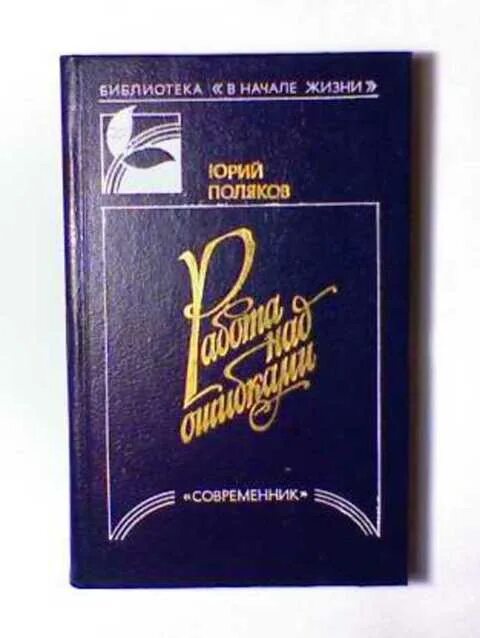 БИБЛИОТЕКА «В НАЧАЛЕ ЖИЗНИ»
ЮРИЙ
ПОЛЯКОВ
Работа
над
ошибками
«СОВРЕМЕННИК»